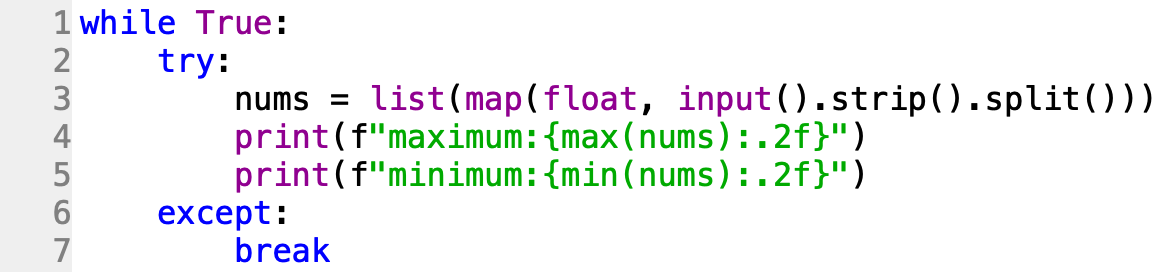 1 while True:
2     try:
3         nums = list(map(float, input().strip().split()))
4         print(f"maximum:{max(nums):.2f}")
5         print(f"minimum:{min(nums):.2f}")
6     except:
7         break